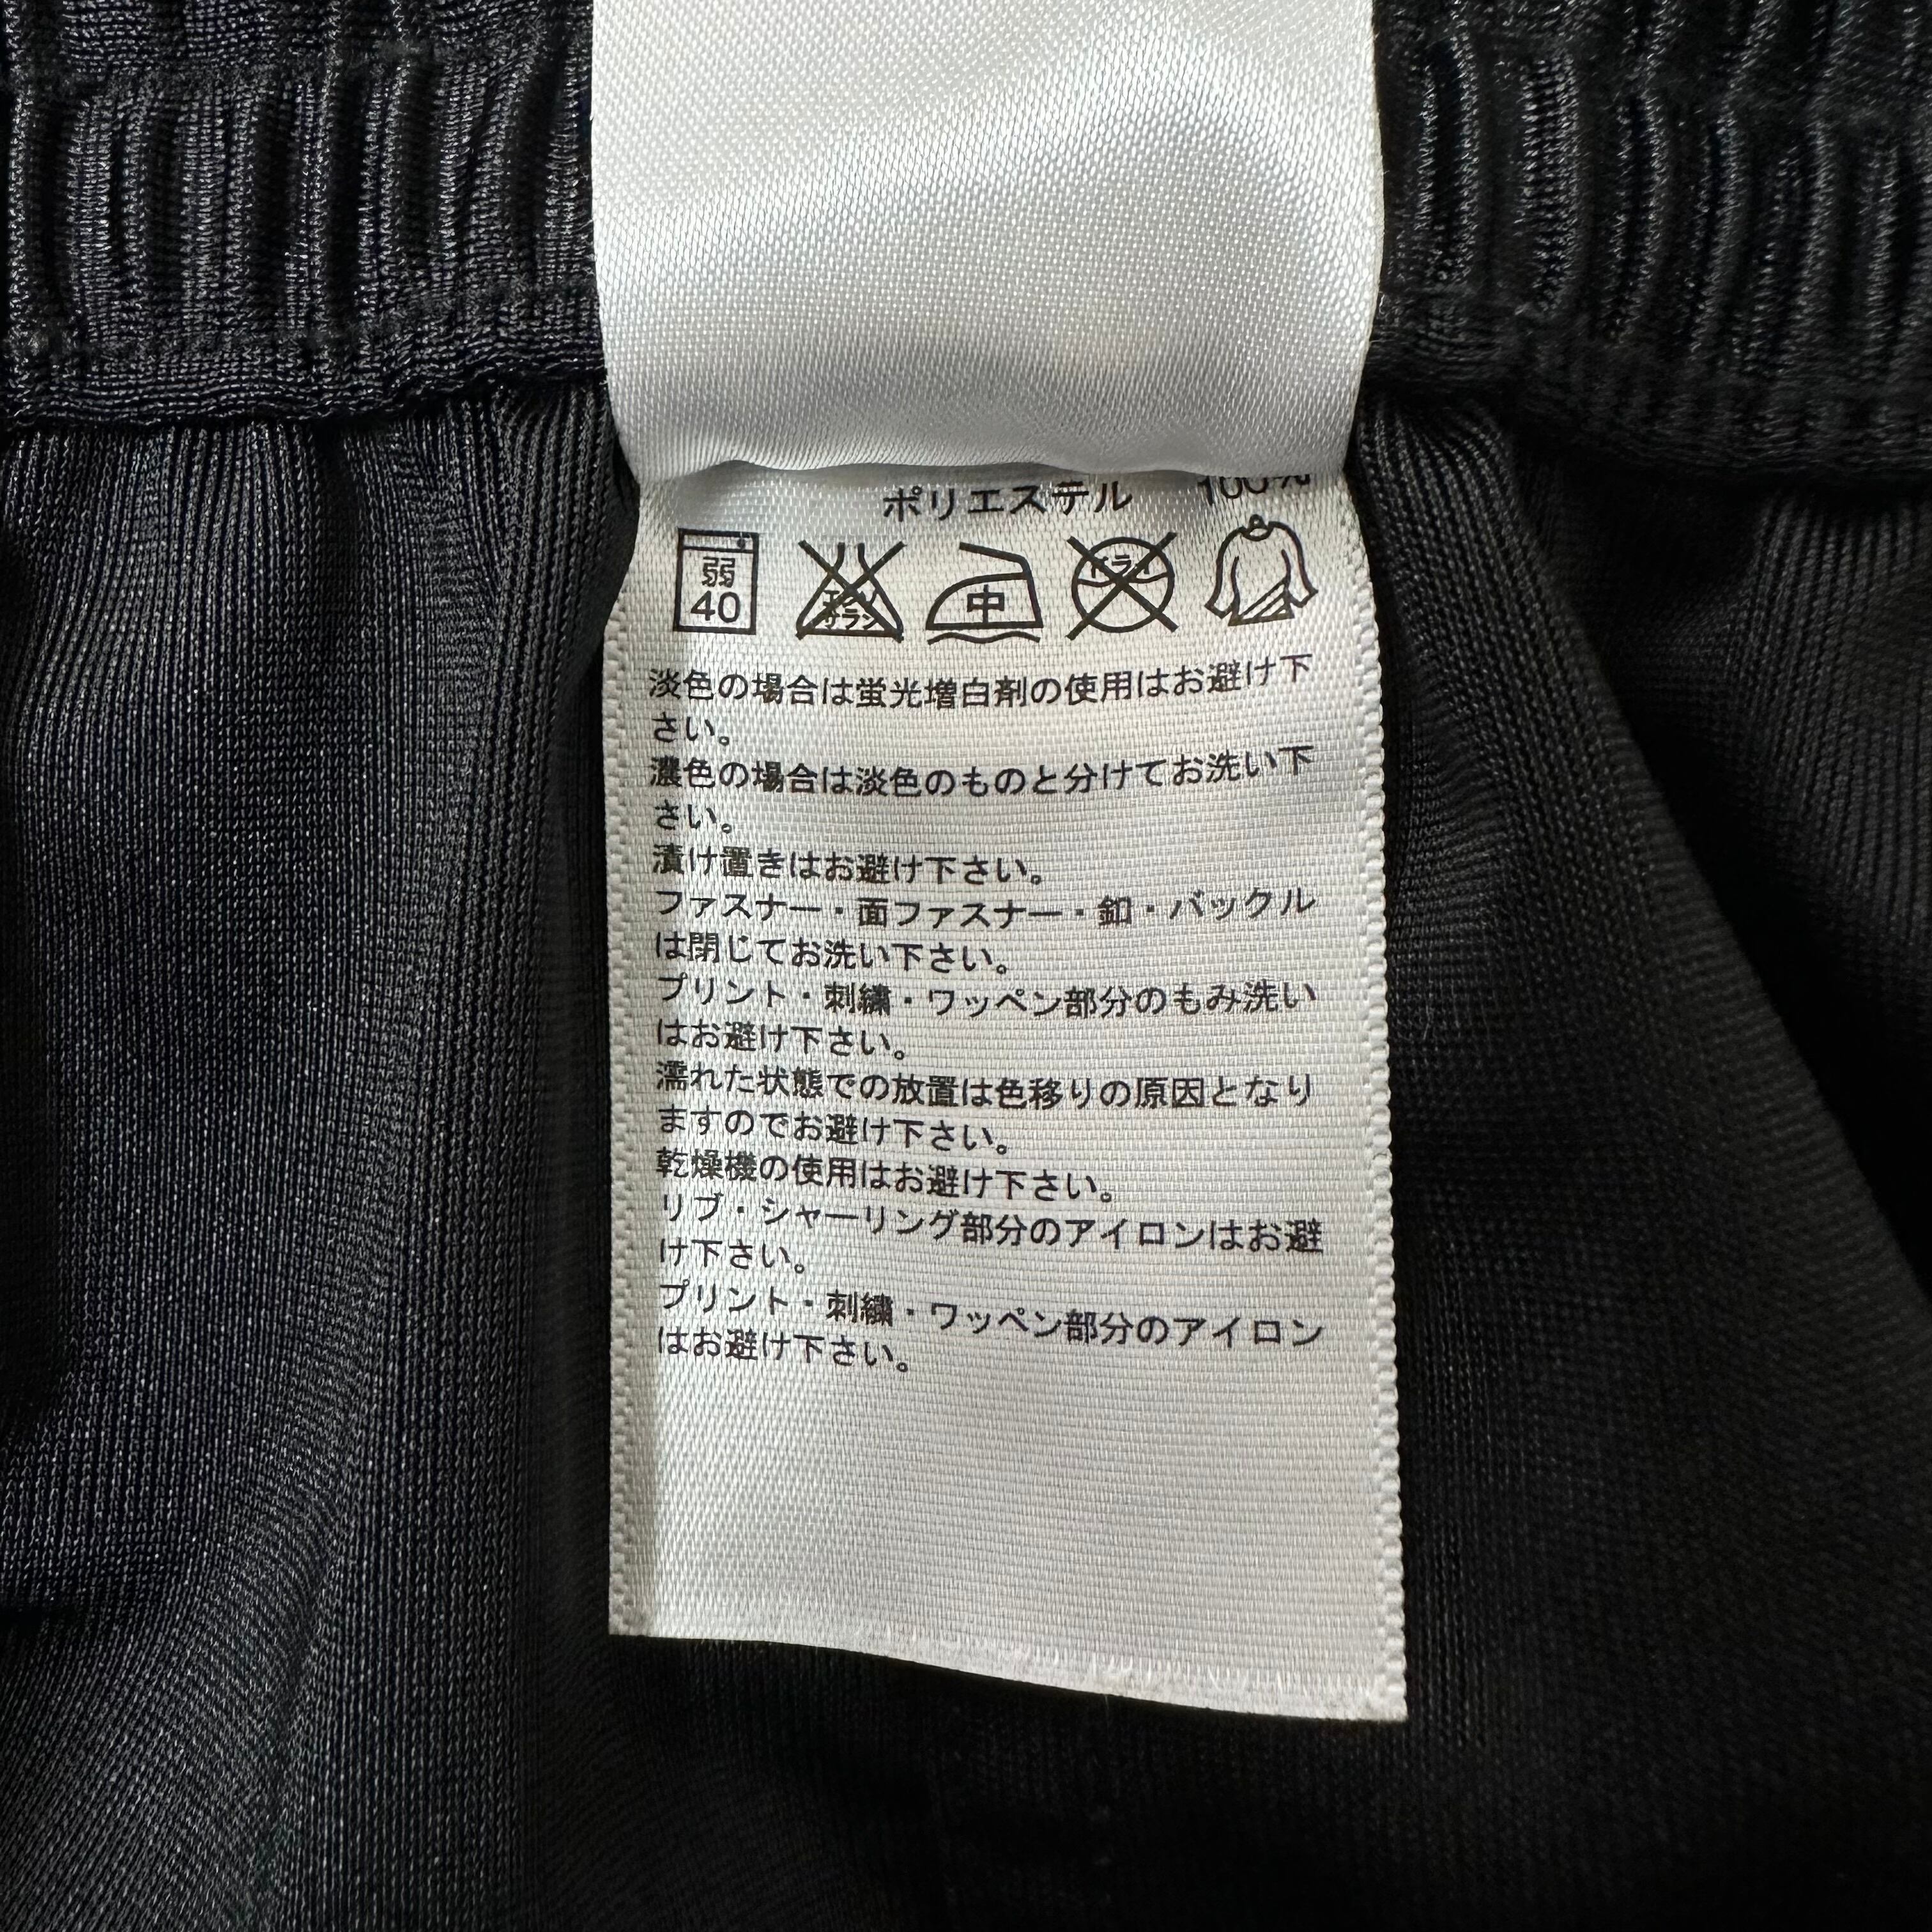 ポリエステル 100%
弱
40
エンソ
サラシ
中
ドライ
淡色の場合は蛍光増白剤の使用はお避け下
さい。
濃色の場合は淡色のものと分けてお洗い下
さい。
漬け置きはお避け下さい。
ファスナー・面ファスナー・釦・バックル
は閉じてお洗い下さい。
プリント・刺繍・ワッペン部分のもみ洗い
はお避け下さい。
濡れた状態での放置は色移りの原因となり
ますのでお避け下さい。
乾燥機の使用はお避け下さい。
リブ・シャーリング部分のアイロンはお避
け下さい。
プリント・刺繍・ワッペン部分のアイロン
はお避け下さい。